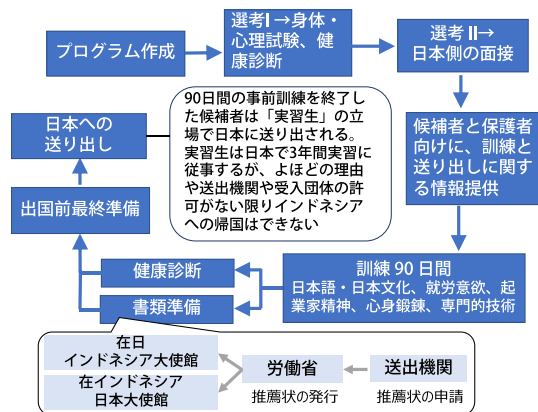 プログラム作成
選考Ⅰ→身体・
心理試験、健
康診断
選考Ⅱ→
日本側の面接
候補者と保護者
向けに、訓練
と送り出しに関す
る情報提供
訓練 90 日間
日本語・日本文化、就労意欲、起
業家精神、心身鍛錬、専門的技術
健康診断
書類準備
出国前最終準備
日本への
送り出し
90日間の事前訓練を終了し
た候補者は「実習生」の立
場で日本に送り出される。
実習生は日本で3年間実習に
従事するが、よほどの理由
や送出機関や受入団体の許
可がない限りインドネシア
への帰国はできない
送出機関
推薦状の申請
労働省
推薦状の発行
在日
インドネシア大使館
在インドネシア
日本大使館